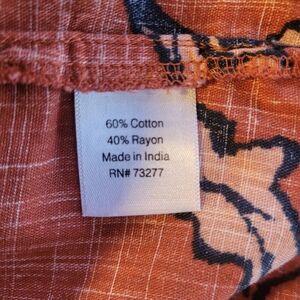 60% Cotton
40% Rayon
Made in India
RN# 73277